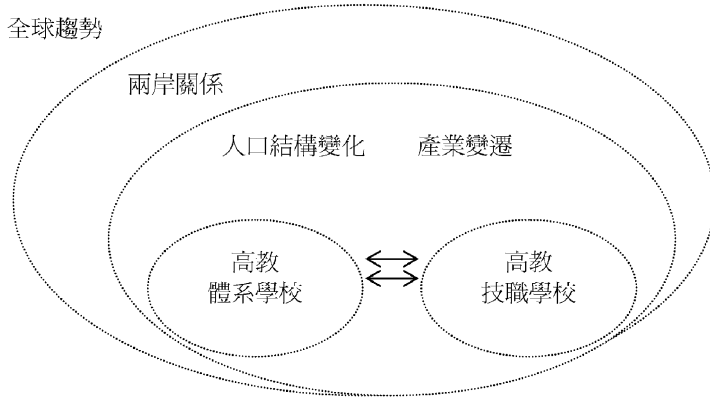 全球趨勢
兩岸關係
人口結構變化 產業變遷
高教
體系學校
高教
技職學校